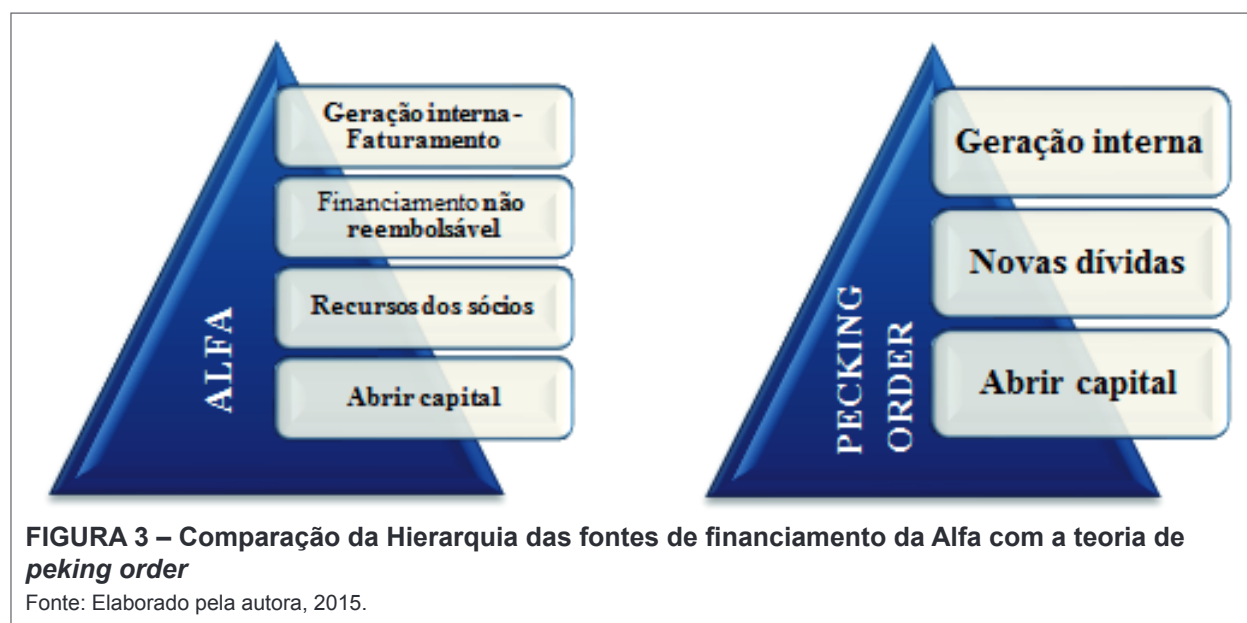 Geração interna -
Faturamento
Financiamento não
reembolsável
Recursos dos sócios
Abrir capital
ALFA
Geração interna
Novas dívidas
Abrir capital
PECKING
ORDER
FIGURA 3 – Comparação da Hierarquia das fontes de financiamento da Alfa com a teoria de
peking order
Fonte: Elaborado pela autora, 2015.